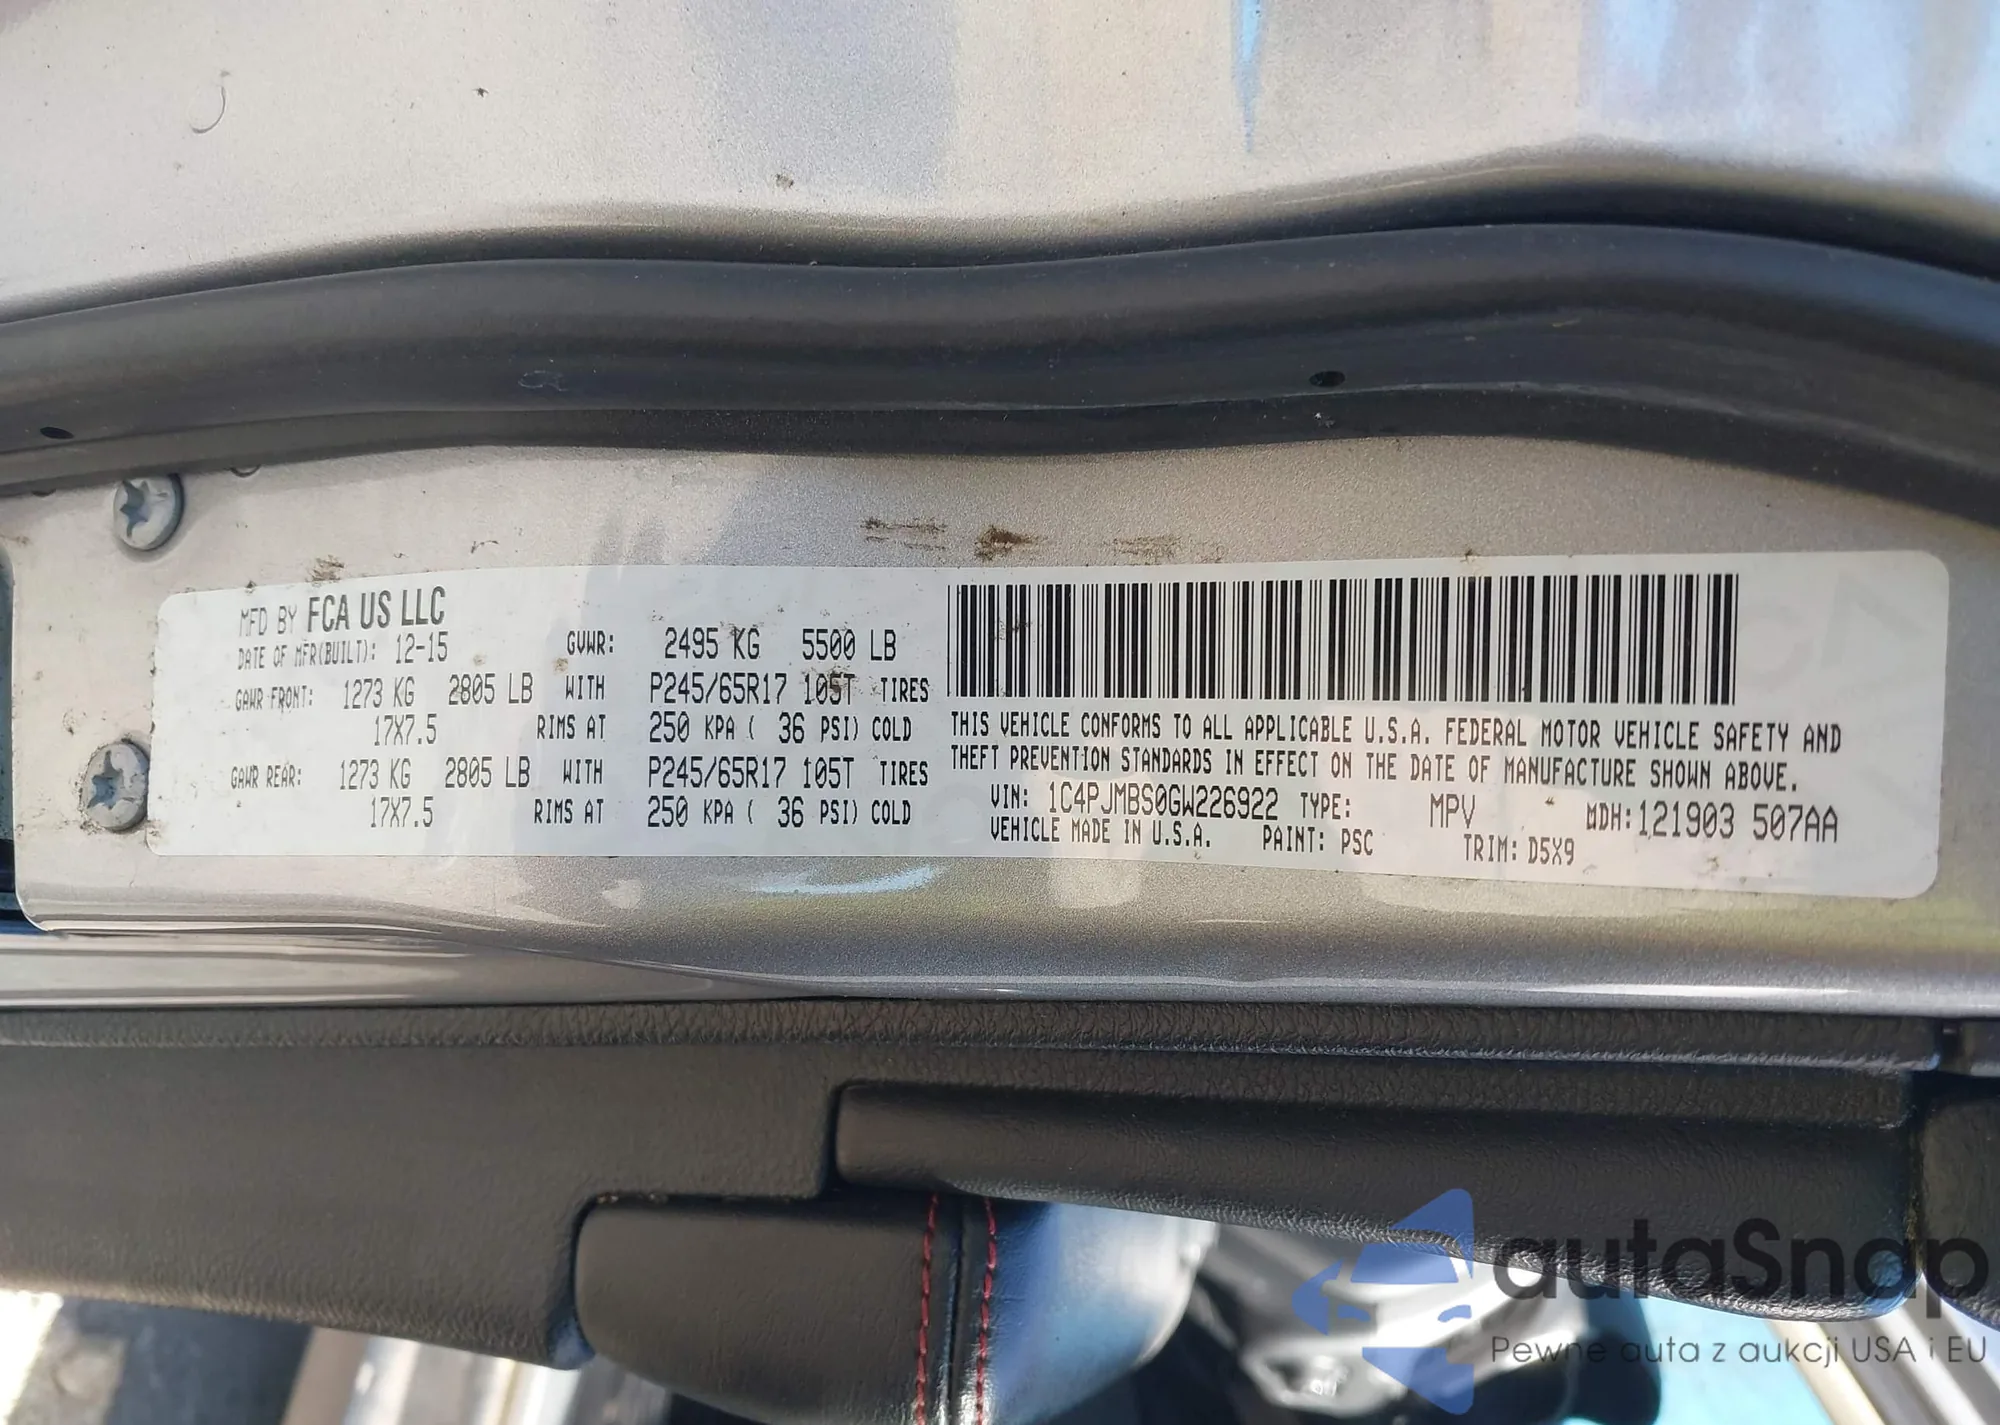 MFD BY FCA US LLC
DATE OF MFR(BUILT): 12-15 GVWR: 2495 KG 5500 LB
GAWR FRONT: 1273 KG 2805 LB WITH P245/65R17 105T TIRES
17X7.5 RIMS AT 250 KPA ( 36 PSI) COLD
GAWR REAR: 1273 KG 2805 LB WITH P245/65R17 105T TIRES
17X7.5 RIMS AT 250 KPA ( 36 PSI) COLD
THIS VEHICLE CONFORMS TO ALL APPLICABLE U.S.A. FEDERAL MOTOR VEHICLE SAFETY AND
THEFT PREVENTION STANDARDS IN EFFECT ON THE DATE OF MANUFACTURE SHOWN ABOVE.
VIN: 1C4PJMBS0GW226922 TYPE: MPV MDH: 121903 507AA
VEHICLE MADE IN U.S.A. PAINT: PSC TRIM: D5X9
autaSnap
Pewne auta z aukcji USA i EU